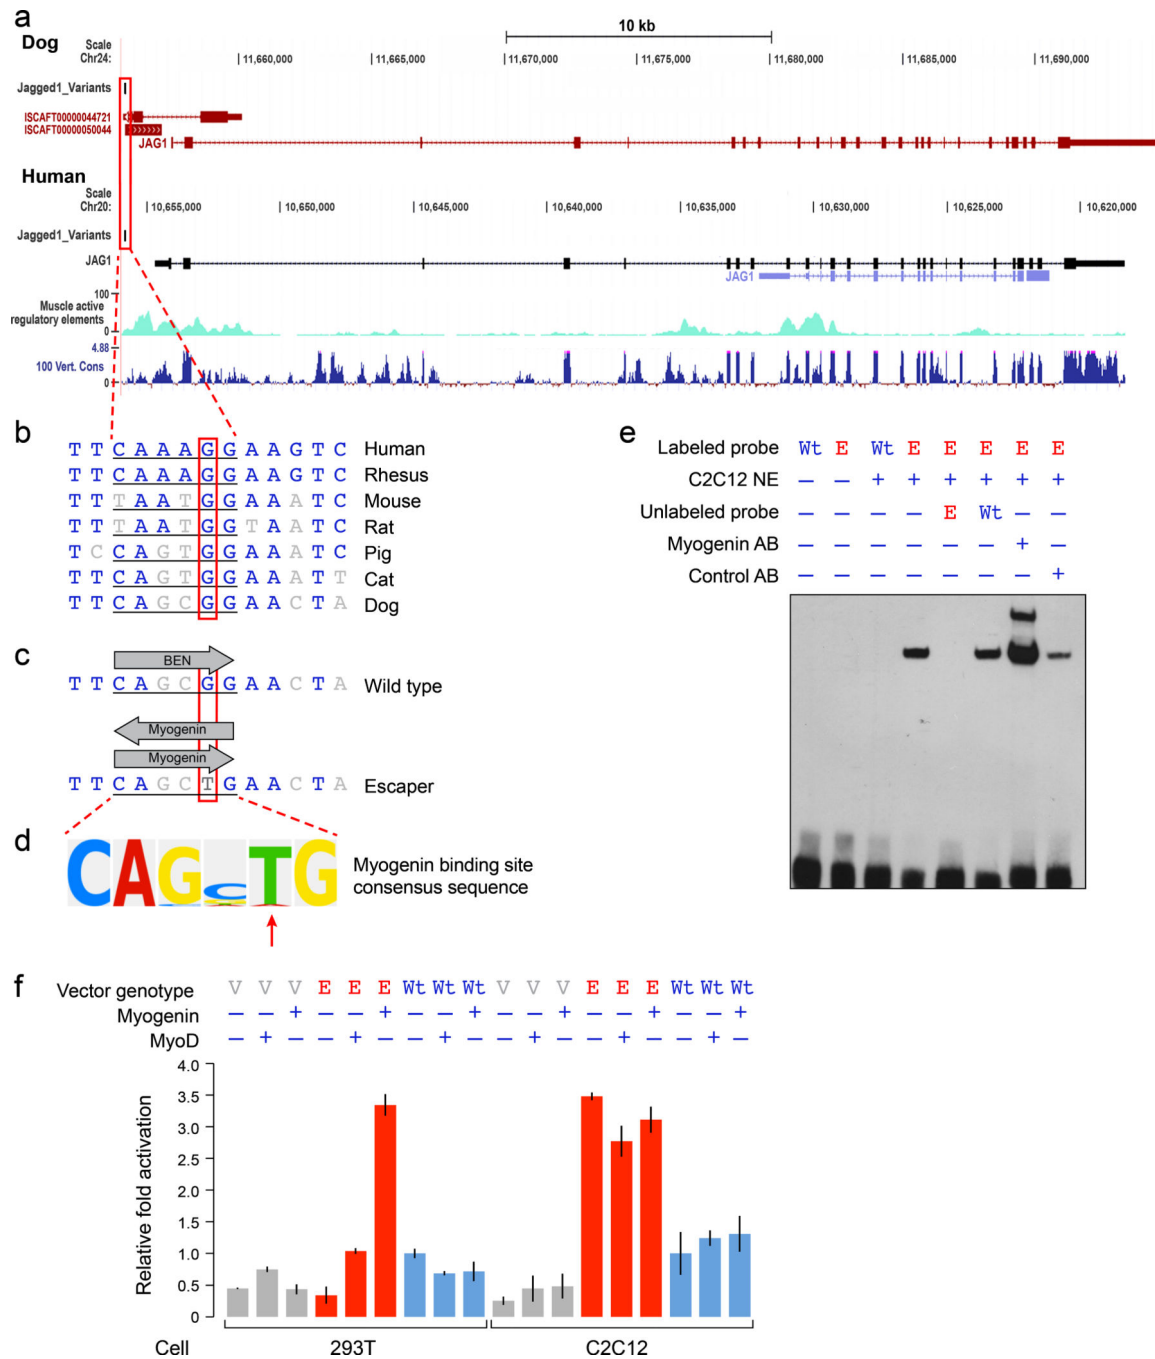 a
10 kb
Dog
Scale
Chr24:
11,660,000
11,665,000
11,670,000
11,675,000
11,680,000
11,685,000
11,690,000
Jagged1_Variants
ISCAFT00000044721
ISCAFT00000050044
JAG1
Human
Scale
Chr20:
10,655,000
10,650,000
10,645,000
10,640,000
10,635,000
10,630,000
10,625,000
10,620,000
Jagged1_Variants
JAG1
JAG1
100
Muscle active
regulatory elements
0
4.88
100 Vert. Cons
0
b
T T C A A A G G A A G T C Human
T T C A A A G G A A G T C Rhesus
T T T A A T G G A A A T C Mouse
T T T A A T G G T A A T C Rat
T C C A G T G G A A A T C Pig
T T C A G T G G A A A T T Cat
T T C A G C G G A A C T A Dog
c
BEN
T T C A G C G G A A C T A Wild type
Myogenin
Myogenin
T T C A G C T G A A C T A Escaper
d
CAGCTG
Myogenin binding site
consensus sequence
e
Labeled probe Wt E Wt E E E E E
C2C12 NE – – + + + + + +
Unlabeled probe – – – – E Wt – –
Myogenin AB – – – – – – + –
Control AB – – – – – – – +
f
Vector genotype V V V E E E Wt Wt Wt V V V E E E Wt Wt Wt
Myogenin – – + – – + – – + – – + – – + – – +
MyoD – + – – + – – + – – + – – + – – + –
Relative fold activation
4.0
3.5
3.0
2.5
2.0
1.5
1.0
0.5
0
Cell 293T C2C12